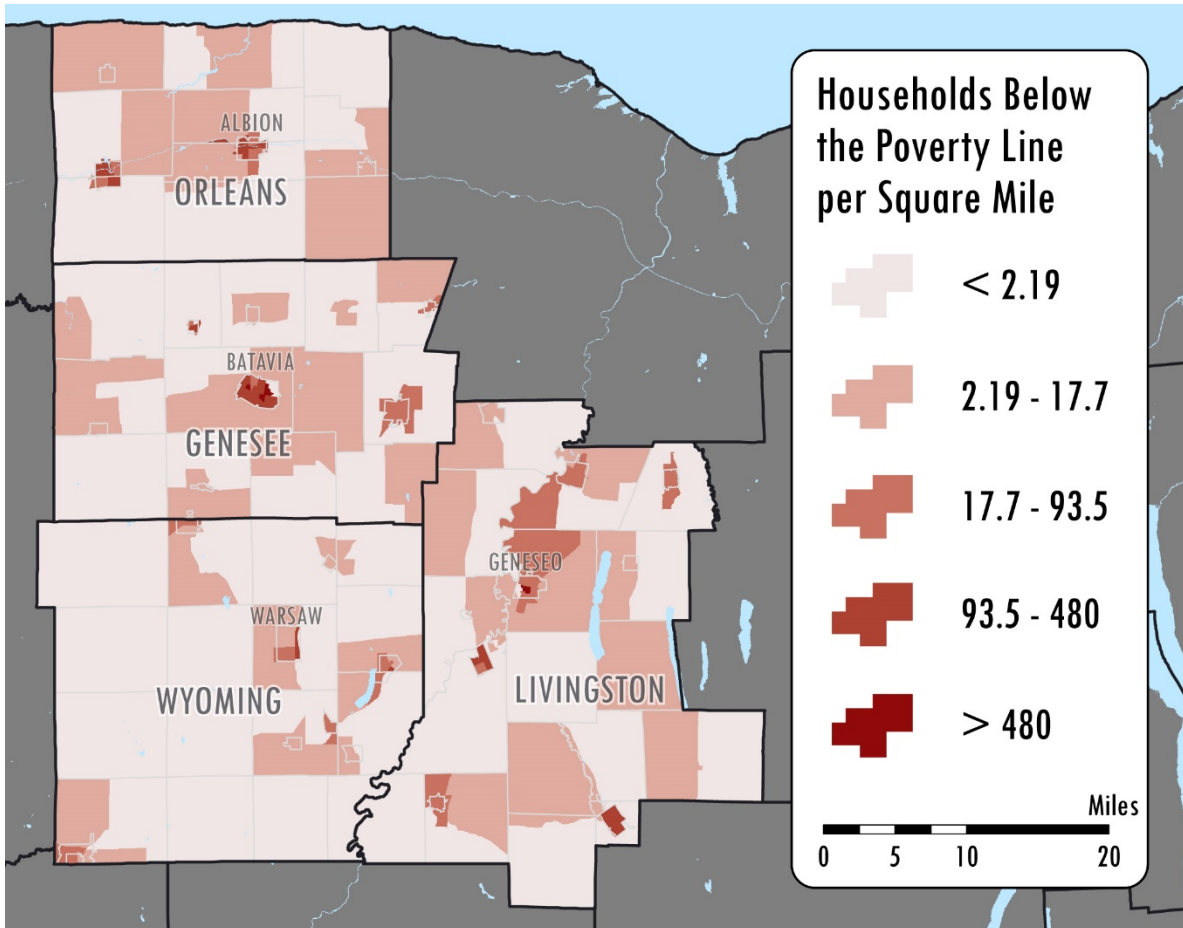 ALBION
ORLEANS
BATAVIA
GENESEE
GENESEO
WARSAW
WYOMING
LIVINGSTON
Households Below
the Poverty Line
per Square Mile
< 2.19
2.19 - 17.7
17.7 - 93.5
93.5 - 480
> 480
Miles
0 5 10 20